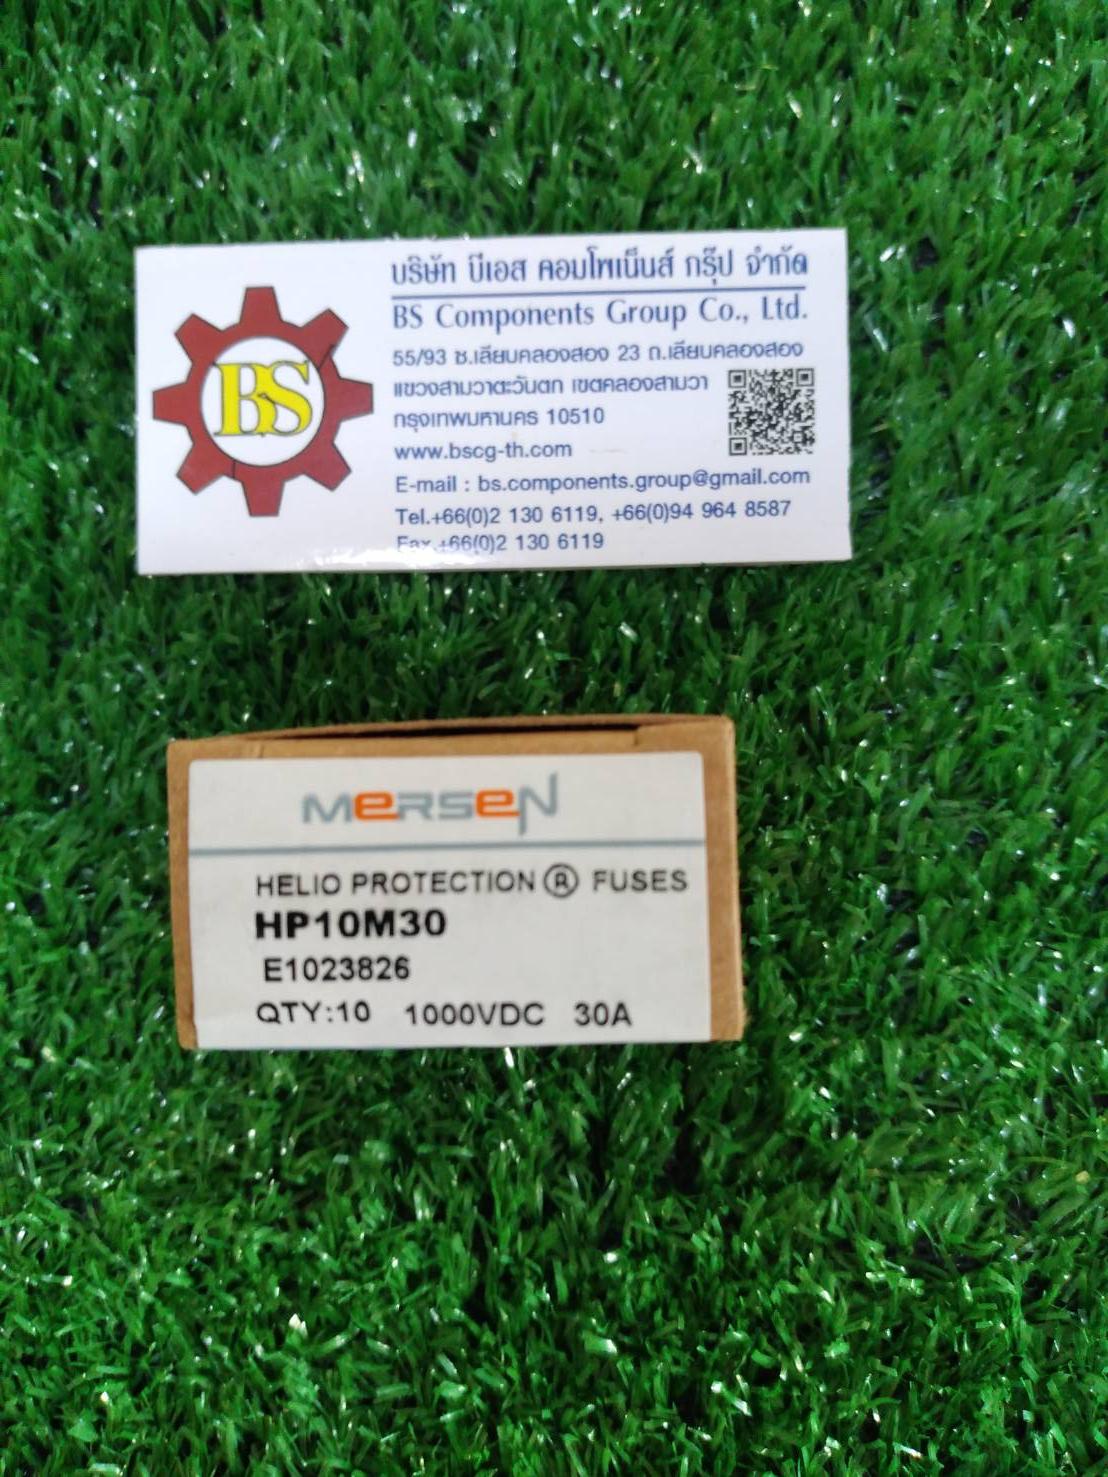 BS
บริษัท บีเอส คอมโพเน็นส์ กรุ๊ป จำกัด
BS Components Group Co., Ltd.
55/93 ซ.เลียบคลองสอง 23 ถ.เลียบคลองสอง
แขวงสามวาตะวันตก เขตคลองสามวา
กรุงเทพมหานคร 10510
www.bscg-th.com
E-mail : bs.components.group@gmail.com
Tel.+66(0)2 130 6119, +66(0)94 964 8587
Fax.+66(0)2 130 6119
MERSEN
HELIO PROTECTION ® FUSES
HP10M30
E1023826
QTY:10 1000VDC 30A